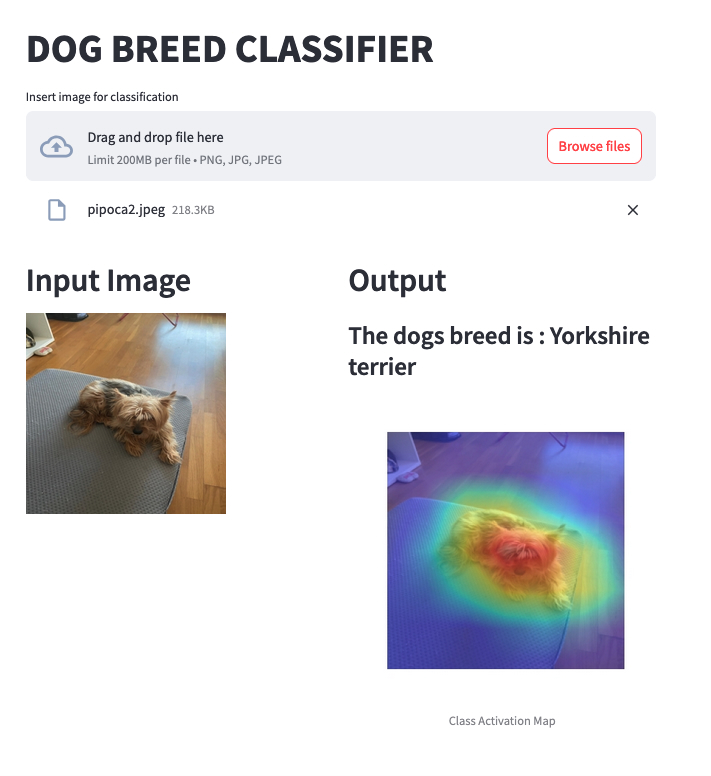 DOG BREED CLASSIFIER
Insert image for classification
Drag and drop file here
Limit 200MB per file • PNG, JPG, JPEG
Browse files
pipoca2.jpeg 218.3KB
Input Image
Output
The dogs breed is : Yorkshire
terrier
Class Activation Map